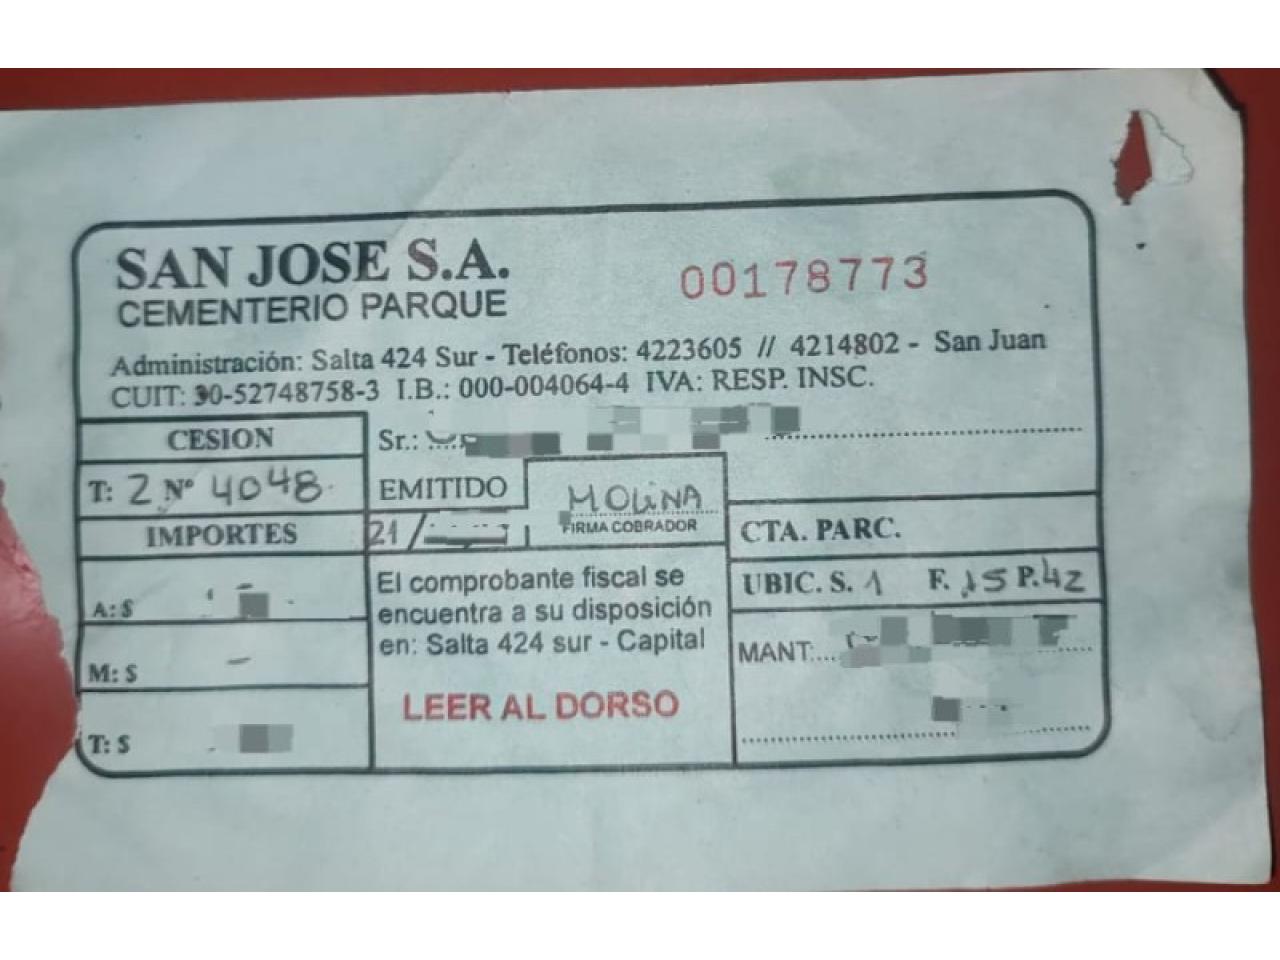 SAN JOSE S.A.
CEMENTERIO PARQUE
00178773
Administración: Salta 424 Sur - Teléfonos: 4223605 // 4214802 - San Juan
CUIT: 30-52748758-3 I.B.: 000-004064-4 IVA: RESP. INSC.
CESION
T: 2 Nº 4048
IMPORTES
A: $
M: $ -
T: $
Sr.:
EMITIDO
21/
MOLINA
FIRMA COBRADOR
El comprobante fiscal se
encuentra a su disposición
en: Salta 424 sur - Capital
LEER AL DORSO
CTA. PARC.
UBIC. S. 1 F. 15 P. 42
MANT: